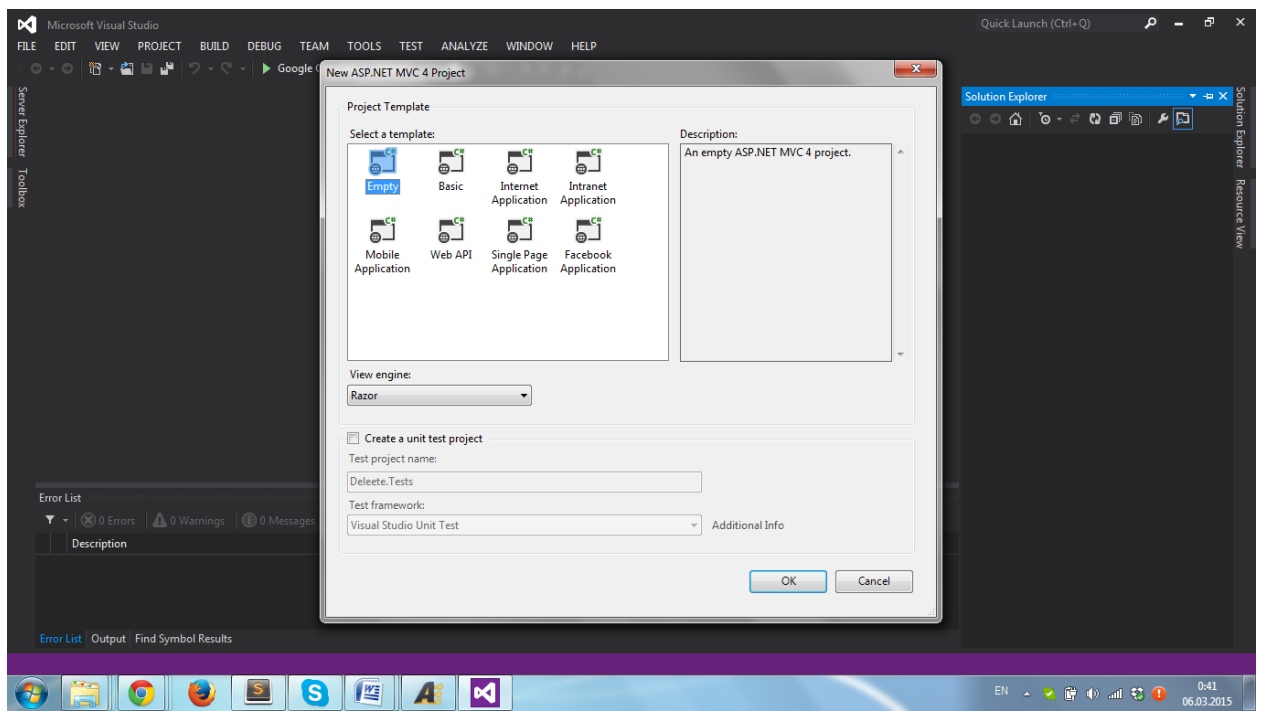 Microsoft Visual Studio
Quick Launch (Ctrl+Q)
FILE EDIT VIEW PROJECT BUILD DEBUG TEAM TOOLS TEST ANALYZE WINDOW HELP
Google
Server Explorer
Toolbox
New ASP.NET MVC 4 Project
Project Template
Select a template:
Description:
An empty ASP.NET MVC 4 project.
C# C# C# C#
Empty Basic Internet Application Intranet Application
C# C# C# C#
Mobile Application Web API Single Page Application Facebook Application
View engine:
Razor
Create a unit test project
Test project name:
Deleete.Tests
Test framework:
Visual Studio Unit Test
Additional Info
OK Cancel
Solution Explorer
Solution Explorer
Resource View
Error List
0 Errors 0 Warnings 0 Messages
Description
Error List Output Find Symbol Results
EN
0:41
06.03.2015